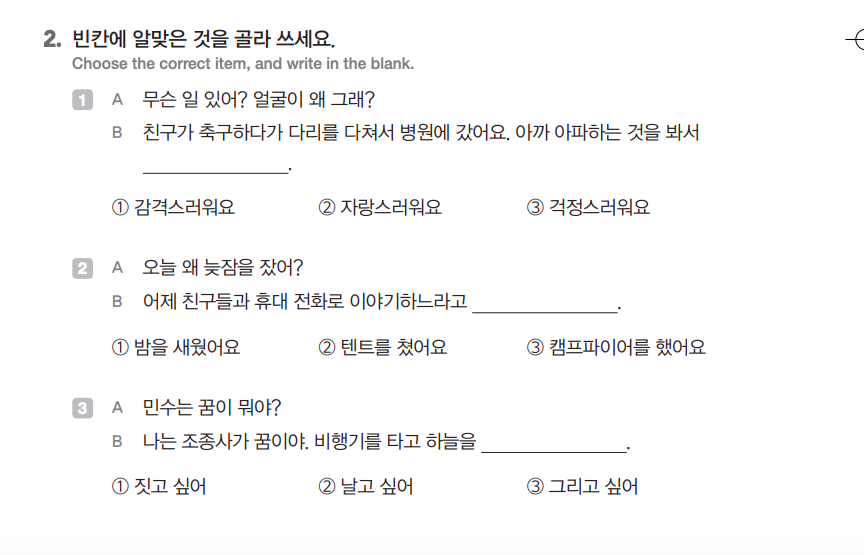 2. 빈칸에 알맞은 것을 골라 쓰세요.
Choose the correct item, and write in the blank.
1 A 무슨 일 있어? 얼굴이 왜 그래?
B 친구가 축구하다가 다리를 다쳐서 병원에 갔어요. 아까 아파하는 것을 봐서
_______________.
① 감격스러워요 ② 자랑스러워요 ③ 걱정스러워요
2 A 오늘 왜 늦잠을 잤어?
B 어제 친구들과 휴대 전화로 이야기하느라고 _______________.
① 밤을 새웠어요 ② 텐트를 쳤어요 ③ 캠프파이어를 했어요
3 A 민수는 꿈이 뭐야?
B 나는 조종사가 꿈이야. 비행기를 타고 하늘을 _______________.
① 짓고 싶어 ② 날고 싶어 ③ 그리고 싶어